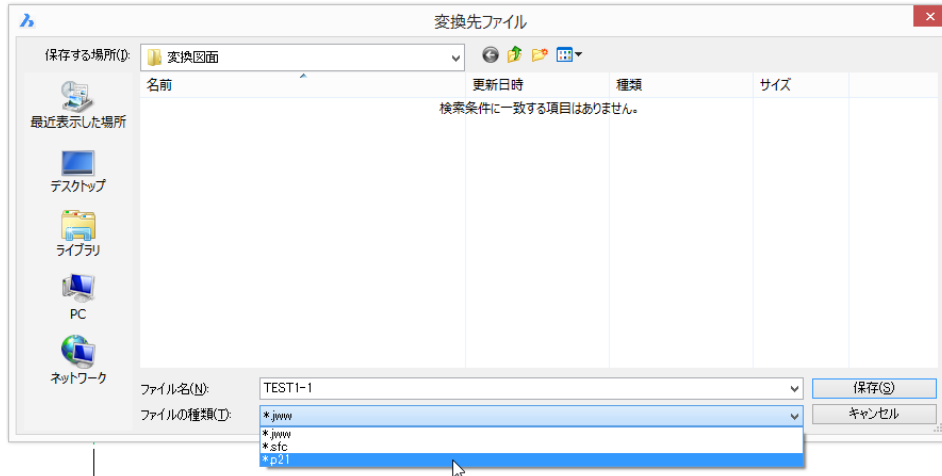 変換先ファイル
保存する場所(I):
変換図面
名前
更新日時
種類
サイズ
検索条件に一致する項目はありません。
最近表示した場所
デスクトップ
ライブラリ
PC
ネットワーク
ファイル名(N):
TEST1-1
保存(S)
ファイルの種類(T):
*.jww
キャンセル
*.jww
*.sfc
*.p21